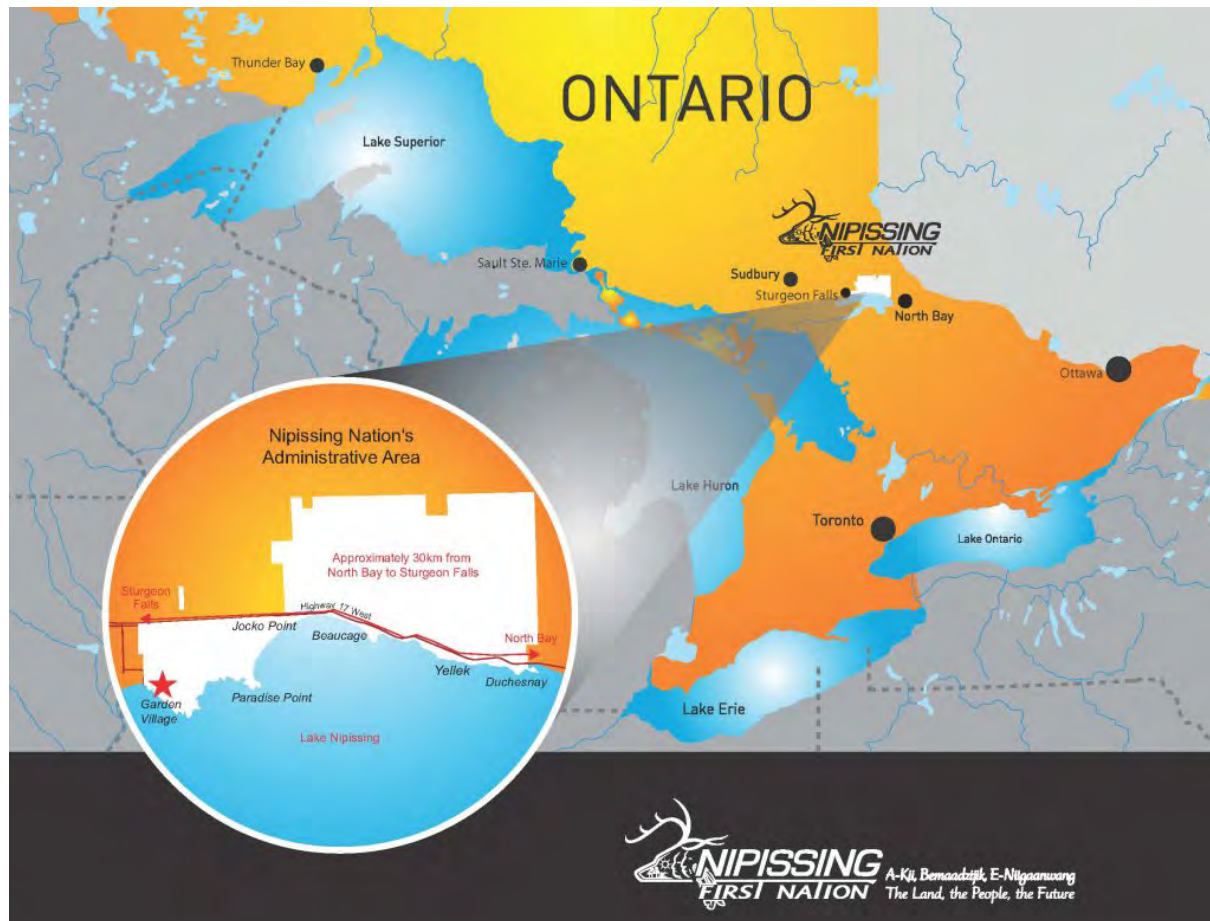 Thunder Bay
ONTARIO
Lake Superior
NIPISSING
FIRST NATION
Sault Ste. Marie
Sudbury
Sturgeon Falls
North Bay
Ottawa
Nipissing Nation's
Administrative Area
Lake Huron
Toronto
Lake Ontario
Approximately 30km from
North Bay to Sturgeon Falls
Sturgeon
Falls
Highway 17 West
Jocko Point
Beaucage
North Bay
Yellek
Duchesnay
Paradise Point
Garden
Village
Lake Nipissing
Lake Erie
NIPISSING
FIRST NATION
A-Kii, Bemaadzijik, E-Niigaanwang
The Land, the People, the Future